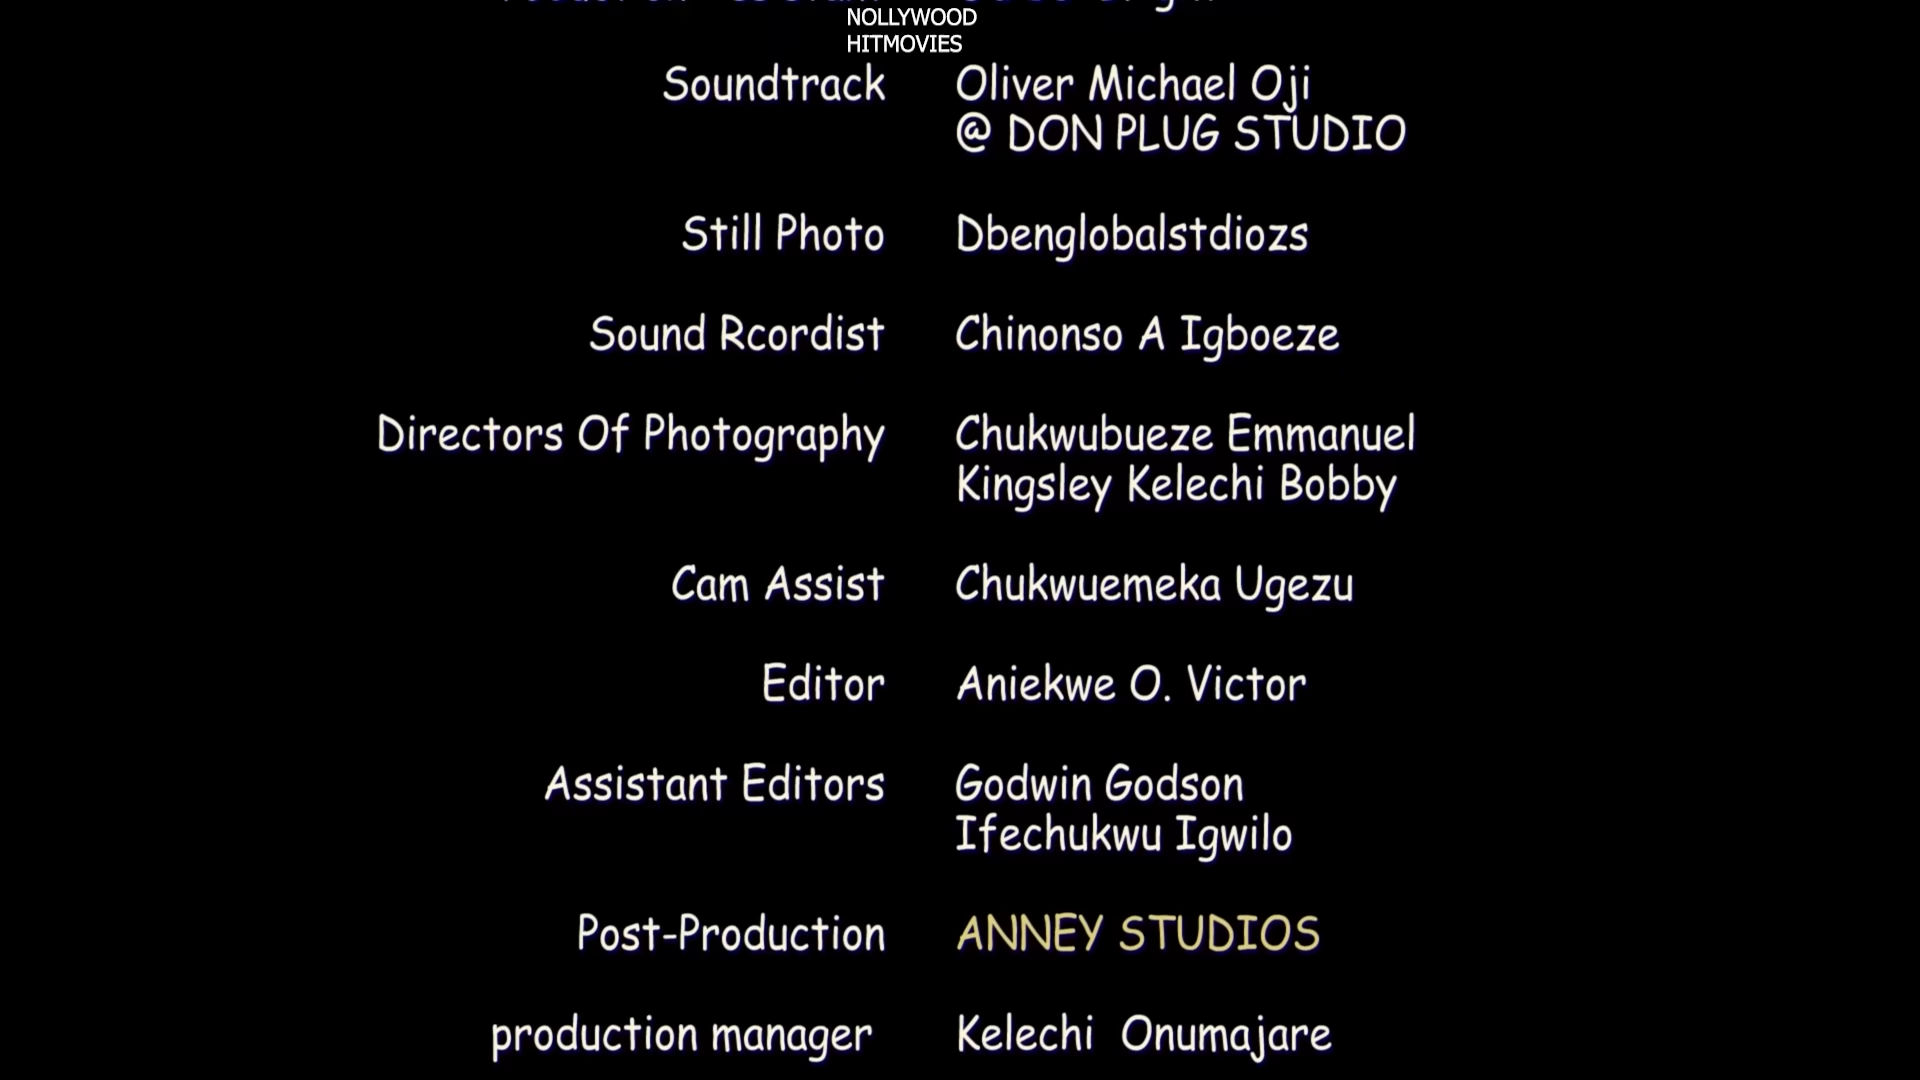 NOLLYWOOD
HITMOVIES
Soundtrack Oliver Michael Oji
@ DON PLUG STUDIO
Still Photo Dbenglobalstdiozs
Sound Rcordist Chinonso A Igboeze
Directors Of Photography Chukwubueze Emmanuel
Kingsley Kelechi Bobby
Cam Assist Chukwuemeka Ugezu
Editor Aniekwe O. Victor
Assistant Editors Godwin Godson
Ifechukwu Igwilo
Post-Production ANNEY STUDIOS
production manager Kelechi Onumajare